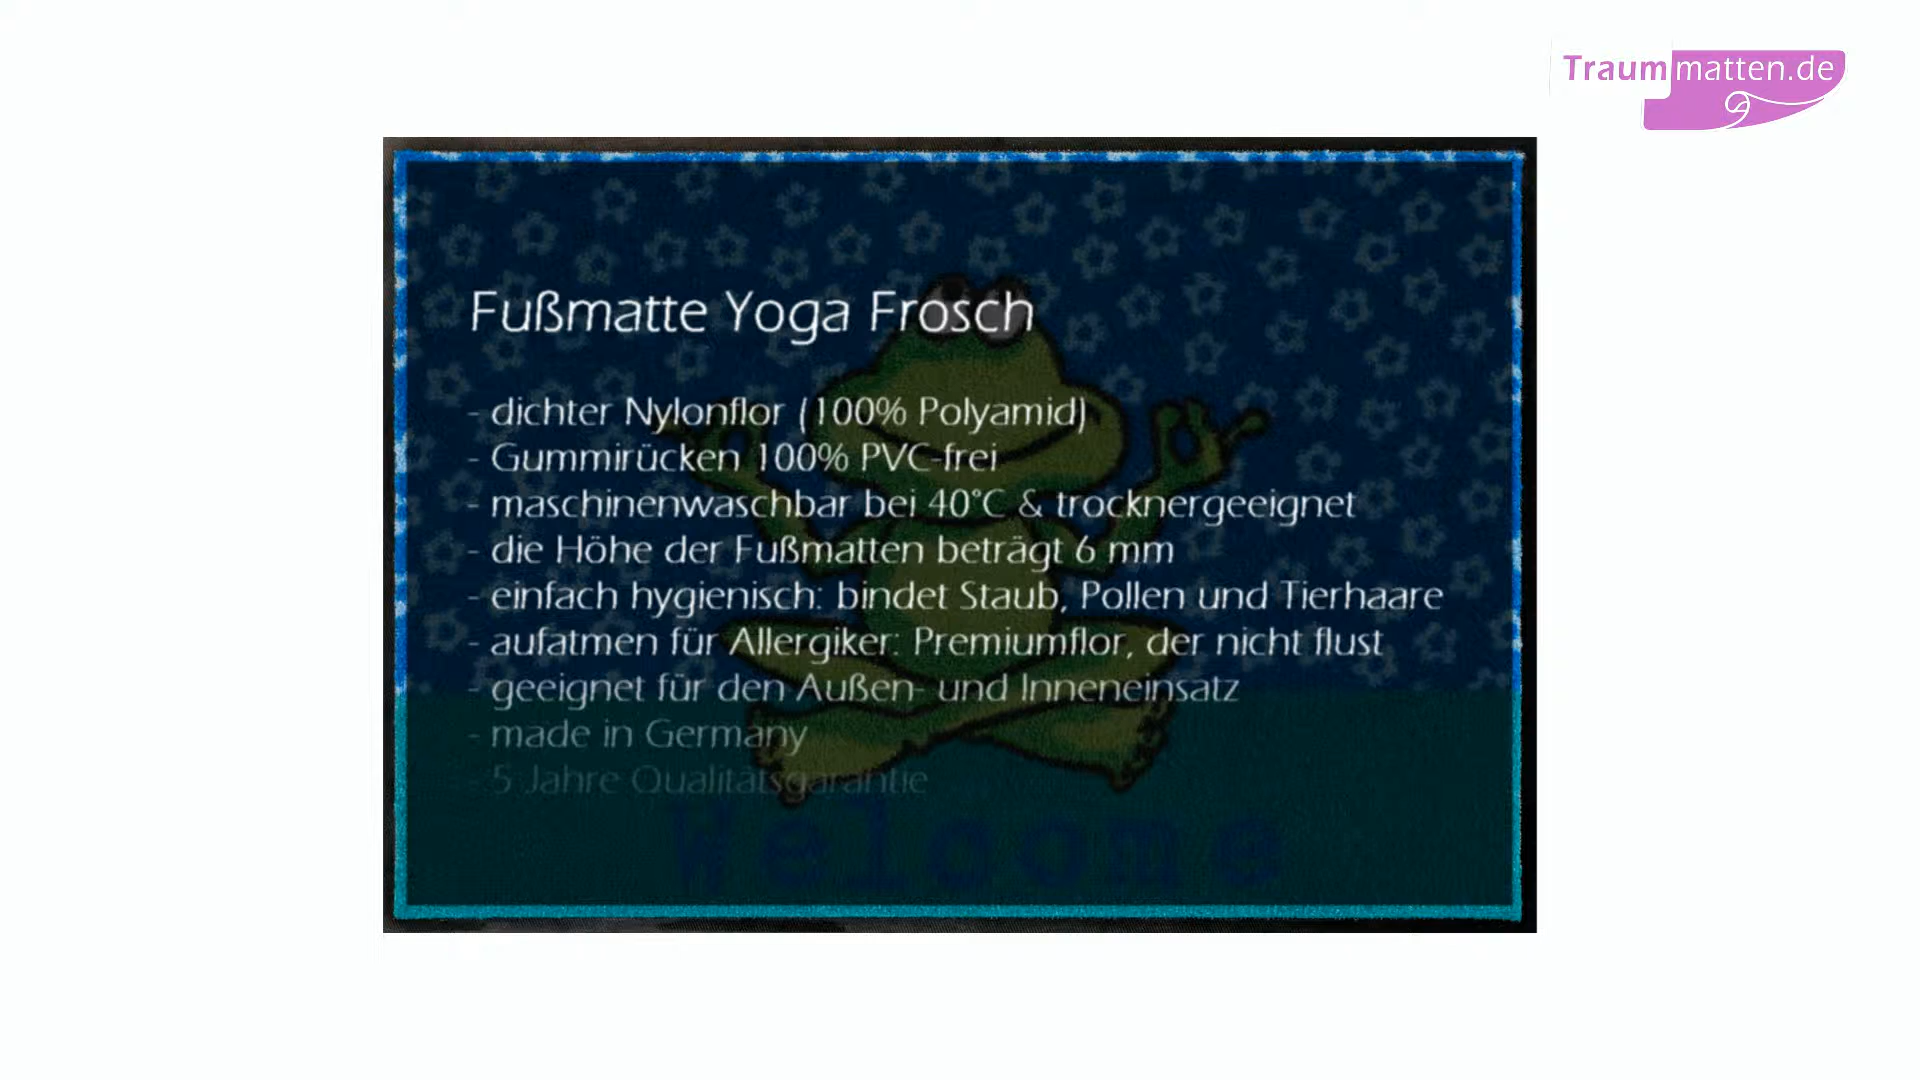 Traummatten.de
Fußmatte Yoga Frosch
- dichter Nylonflor (100% Polyamid)
- Gummirücken 100% PVC-frei
- maschinenwaschbar bei 40°C & trocknergeeignet
- die Höhe der Fußmatten beträgt 6 mm
- einfach hygienisch: bindet Staub, Pollen und Tierhaare
- aufatmen für Allergiker: Premiumflor, der nicht flust
- geeignet für den Außen- und Inneneinsatz
- made in Germany
- 5 Jahre Qualitätsgarantie
Welcome